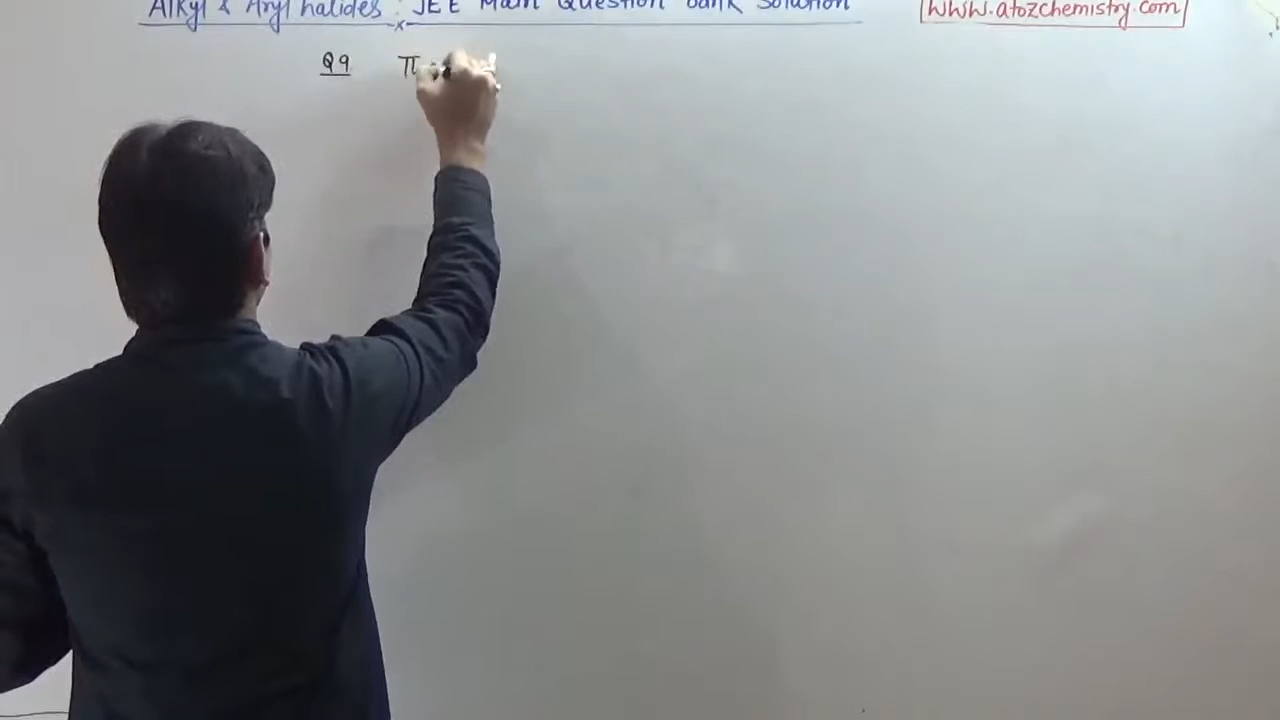 Alkyl & Aryl halides : JEE Main Question bank Solution
www.atozchemistry.com
x
Q9 π